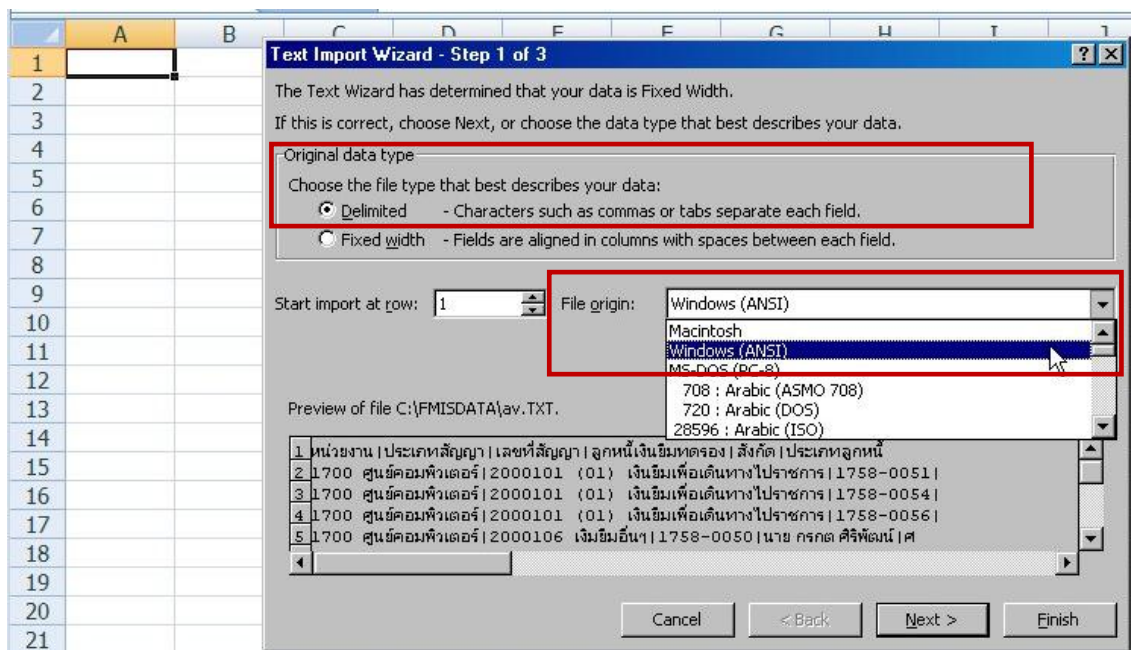 A B C D E F G H I J
Text Import Wizard - Step 1 of 3
1
The Text Wizard has determined that your data is Fixed Width.
2
If this is correct, choose Next, or choose the data type that best describes your data.
3
4
Original data type
5
Choose the file type that best describes your data:
6
Delimited - Characters such as commas or tabs separate each field.
7
Fixed width - Fields are aligned in columns with spaces between each field.
8
9
Start import at row: 1 File origin: Windows (ANSI)
10
Macintosh
11
Windows (ANSI)
MS-DOS (PC-8)
12
708 : Arabic (ASMO 708)
13
Preview of file C:\FMISDATA\av.TXT. 720 : Arabic (DOS)
28596 : Arabic (ISO)
14
1 หน่วยงาน|ประเภทสัญญา|เลขที่สัญญา|ลูกหนี้เงินยืมทดรอง|สังกัด|ประเภทลูกหนี้
15
2 1700 ศูนย์คอมพิวเตอร์|2000101 (01) เงินยืมเพื่อเดินทางไปราชการ|1758-0051|
3 1700 ศูนย์คอมพิวเตอร์|2000101 (01) เงินยืมเพื่อเดินทางไปราชการ|1758-0054|
16
4 1700 ศูนย์คอมพิวเตอร์|2000101 (01) เงินยืมเพื่อเดินทางไปราชการ|1758-0056|
17
5 1700 ศูนย์คอมพิวเตอร์|2000106 เงิมยืมอื่นๆ|1758-0050|นาย กรกต ศิริพัฒน์|ศ
18
19
20
Cancel < Back Next > Finish
21